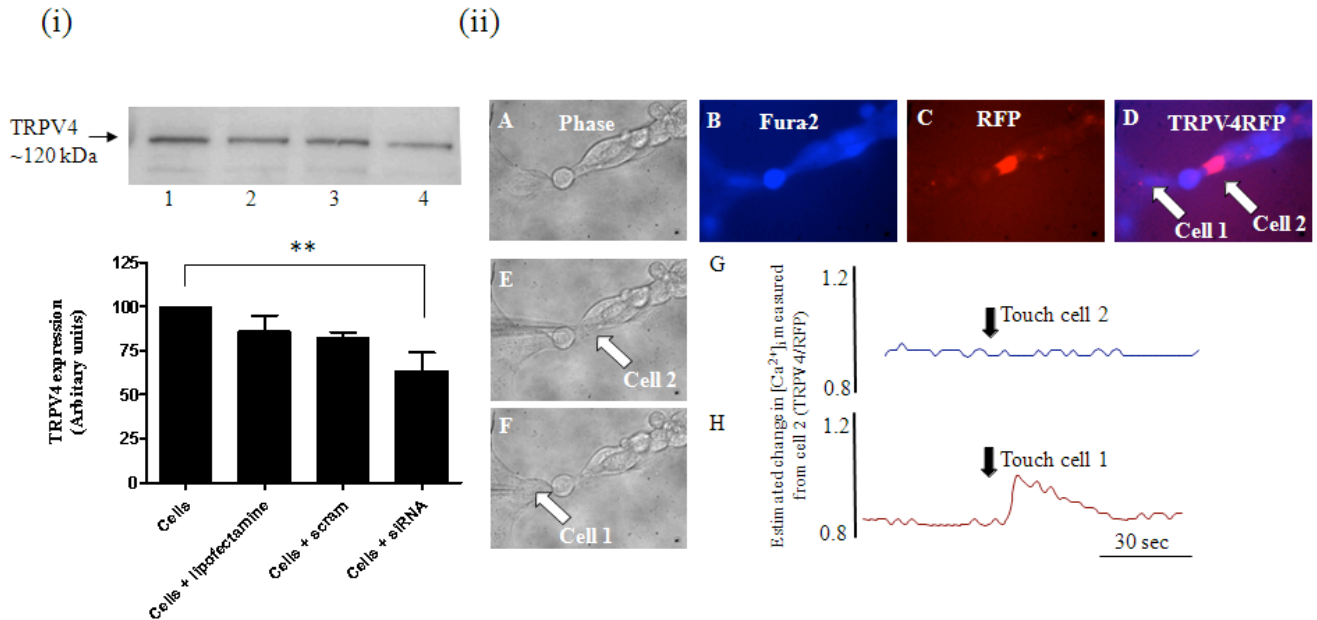 (i)
(ii)
TRPV4
~120 kDa
1 2 3 4
**
125
100
75
50
25
0
TRPV4 expression
(Arbitary units)
Cells
Cells + lipofectamine
Cells + scram
Cells + siRNA
A Phase
B Fura-2
C RFP
D TRPV4RFP
Cell 1
Cell 2
E
Cell 2
F
Cell 1
Estimated change in [Ca²⁺]i measured
from cell 2 (TRPV4/RFP)
G
1.2
Touch cell 2
0.8
H
1.2
Touch cell 1
0.8
30 sec